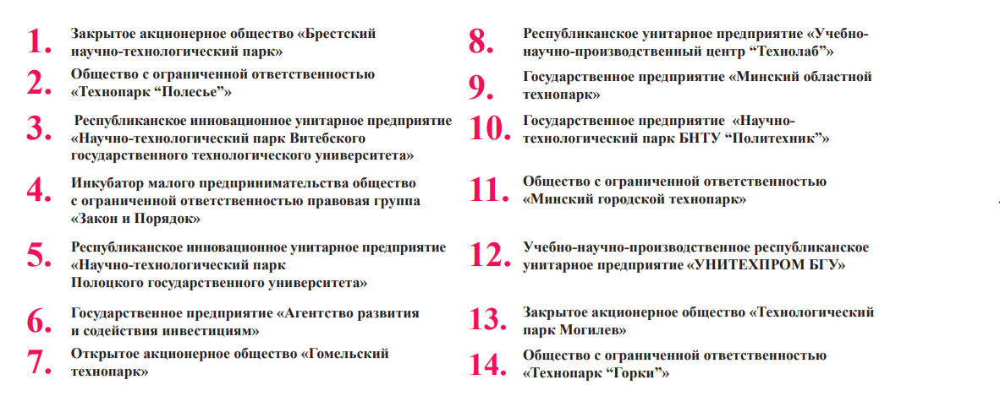 1. Закрытое акционерное общество «Брестский
научно-технологический парк»
2. Общество с ограниченной ответственностью
«Технопарк “Полесье”»
3. Республиканское инновационное унитарное предприятие
«Научно-технологический парк Витебского
государственного технологического университета»
4. Инкубатор малого предпринимательства общество
с ограниченной ответственностью правовая группа
«Закон и Порядок»
5. Республиканское инновационное унитарное предприятие
«Научно-технологический парк
Полоцкого государственного университета»
6. Государственное предприятие «Агентство развития
и содействия инвестициям»
7. Открытое акционерное общество «Гомельский
технопарк»
8. Республиканское унитарное предприятие «Учебно-
научно-производственный центр “Технолаб”»
9. Государственное предприятие «Минский областной
технопарк»
10. Государственное предприятие «Научно-
технологический парк БНТУ “Политехник”»
11. Общество с ограниченной ответственностью
«Минский городской технопарк»
12. Учебно-научно-производственное республиканское
унитарное предприятие «УНИТЕХПРОМ БГУ»
13. Закрытое акционерное общество «Технологический
парк Могилев»
14. Общество с ограниченной ответственностью
«Технопарк “Горки”»